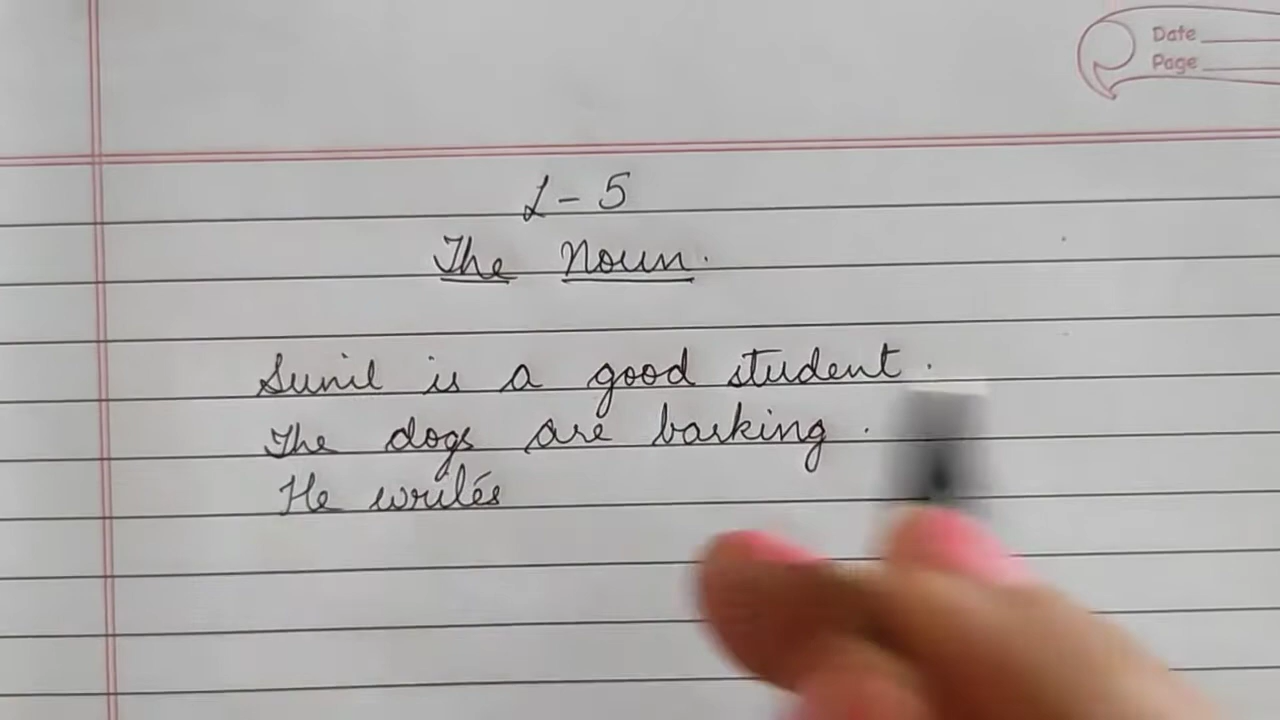 Date
Page
L-5
The Noun.
Sunil is a good student.
The dogs are barking.
He writes